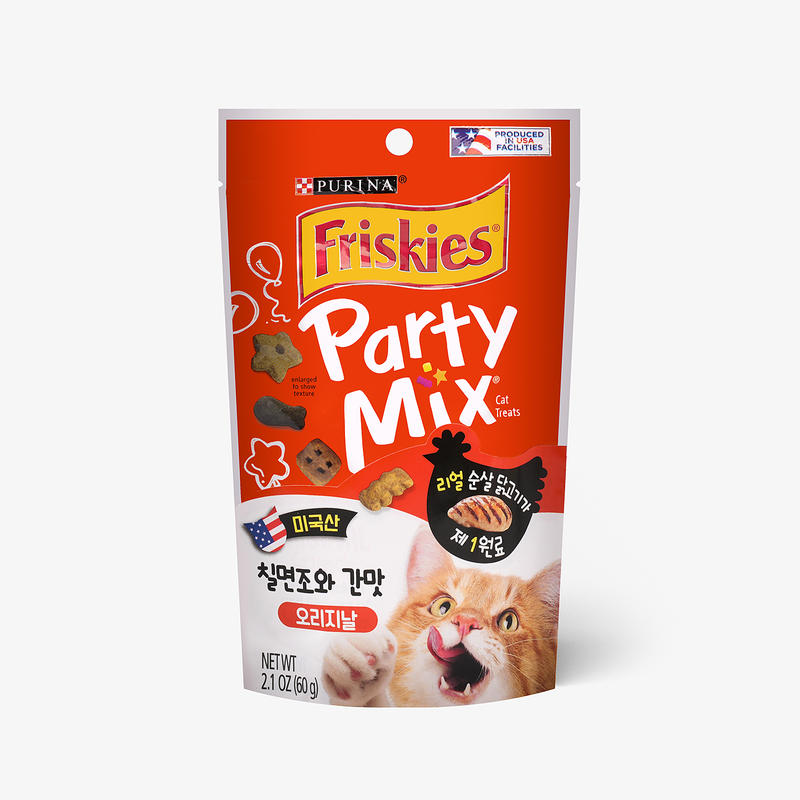 PRODUCED
IN USA
FACILITIES
PURINA®
Friskies®
Party
Mix®
Cat
Treats
enlarged
to show
texture
리얼 순살 닭고기가
제 1원료
미국산
칠면조와 간맛
오리지날
NET WT
2.1 OZ (60 g)